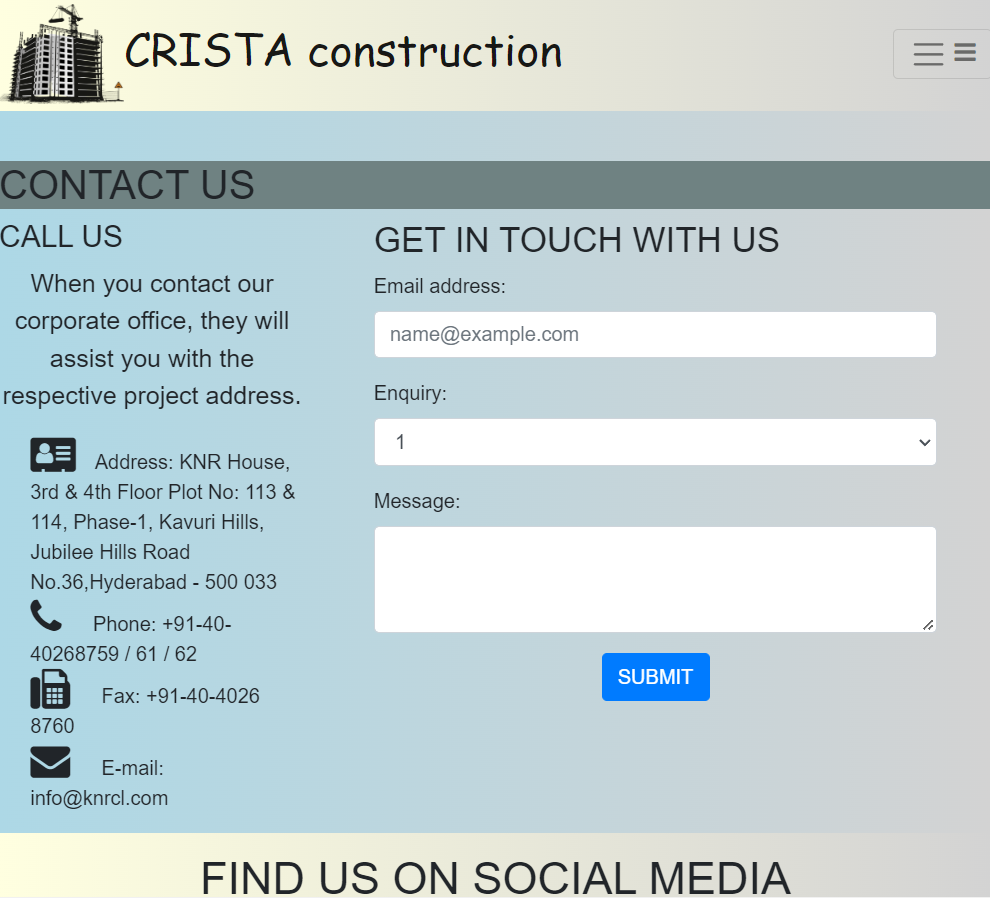 CRISTA construction
CONTACT US
CALL US
When you contact our
corporate office, they will
assist you with the
respective project address.
Address: KNR House,
3rd & 4th Floor Plot No: 113 &
114, Phase-1, Kavuri Hills,
Jubilee Hills Road
No.36,Hyderabad - 500 033
Phone: +91-40-
40268759 / 61 / 62
Fax: +91-40-4026
8760
E-mail:
info@knrcl.com
GET IN TOUCH WITH US
Email address:
name@example.com
Enquiry:
1
Message:
SUBMIT
FIND US ON SOCIAL MEDIA